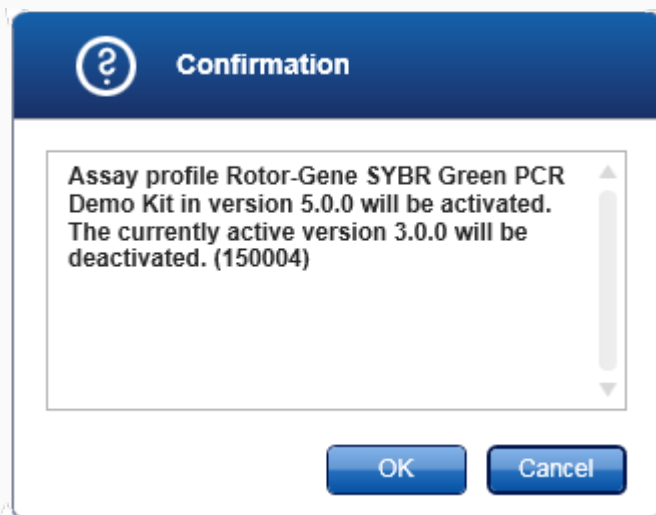 Confirmation
Assay profile Rotor-Gene SYBR Green PCR
Demo Kit in version 5.0.0 will be activated.
The currently active version 3.0.0 will be
deactivated. (150004)
OK
Cancel